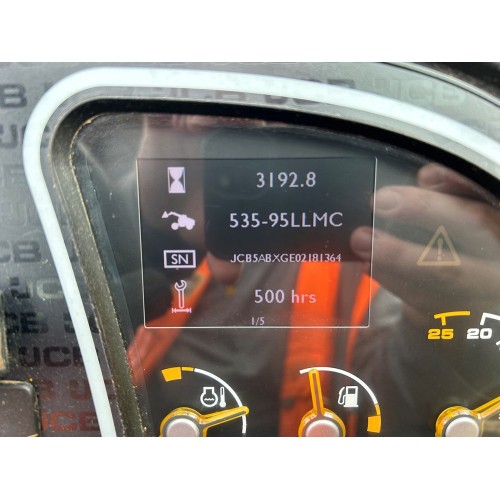 3192.8
535-95LLMC
SN JCB5ABXGE02181364
500 hrs
1/5
25 20
JCB